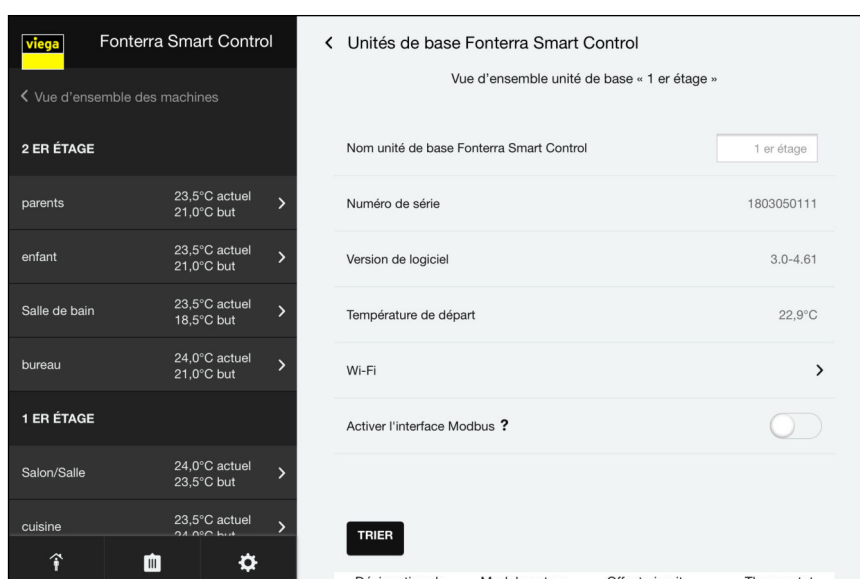 viega
Fonterra Smart Control
Vue d'ensemble des machines
2 ER ÉTAGE
parents
23,5°C actuel
21,0°C but
enfant
23,5°C actuel
21,0°C but
Salle de bain
23,5°C actuel
18,5°C but
bureau
24,0°C actuel
21,0°C but
1 ER ÉTAGE
Salon/Salle
24,0°C actuel
23,5°C but
cuisine
23,5°C actuel
24,0°C but
Unités de base Fonterra Smart Control
Vue d'ensemble unité de base « 1 er étage »
Nom unité de base Fonterra Smart Control
1 er étage
Numéro de série
1803050111
Version de logiciel
3.0-4.61
Température de départ
22,9°C
Wi-Fi
Activer l'interface Modbus ?
TRIER